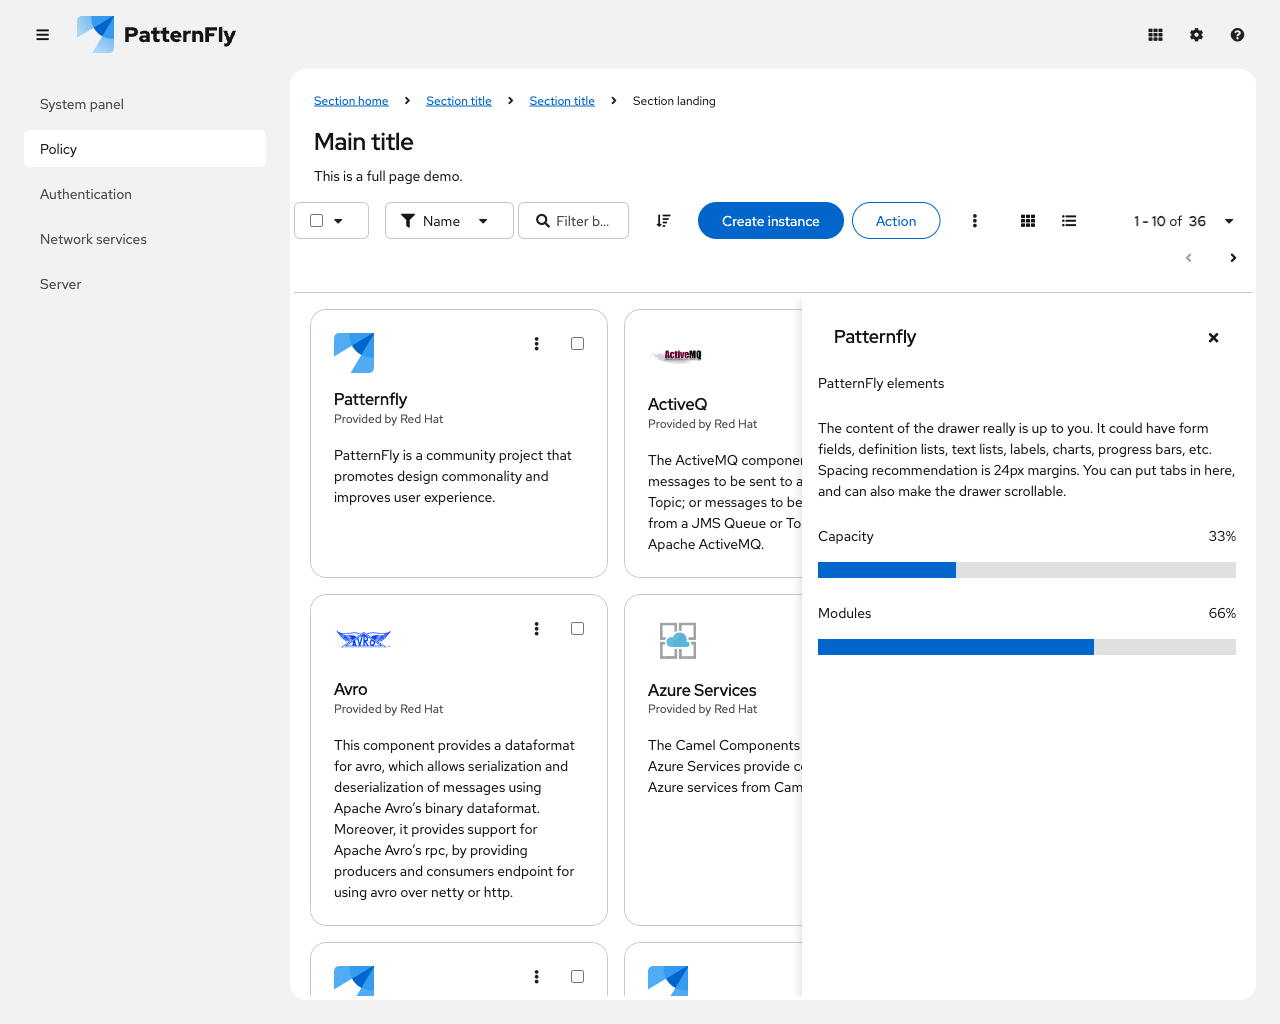 PatternFly
System panel
Policy
Authentication
Network services
Server
Section home
Section title
Section title
Section landing
Main title
This is a full page demo.
Name
Filter b...
Create instance
Action
1 - 10 of 36
Patternfly
Provided by Red Hat
PatternFly is a community project that
promotes design commonality and
improves user experience.
ActiveMQ
ActiveQ
Provided by Red Hat
The ActiveMQ componen
messages to be sent to a
Topic; or messages to be
from a JMS Queue or To
Apache ActiveMQ.
AVRO
Avro
Provided by Red Hat
This component provides a dataformat
for avro, which allows serialization and
deserialization of messages using
Apache Avro’s binary dataformat.
Moreover, it provides support for
Apache Avro’s rpc, by providing
producers and consumers endpoint for
using avro over netty or http.
Azure Services
Provided by Red Hat
The Camel Components
Azure Services provide co
Azure services from Cam
Patternfly
PatternFly elements
The content of the drawer really is up to you. It could have form
fields, definition lists, text lists, labels, charts, progress bars, etc.
Spacing recommendation is 24px margins. You can put tabs in here,
and can also make the drawer scrollable.
Capacity 33%
Modules 66%